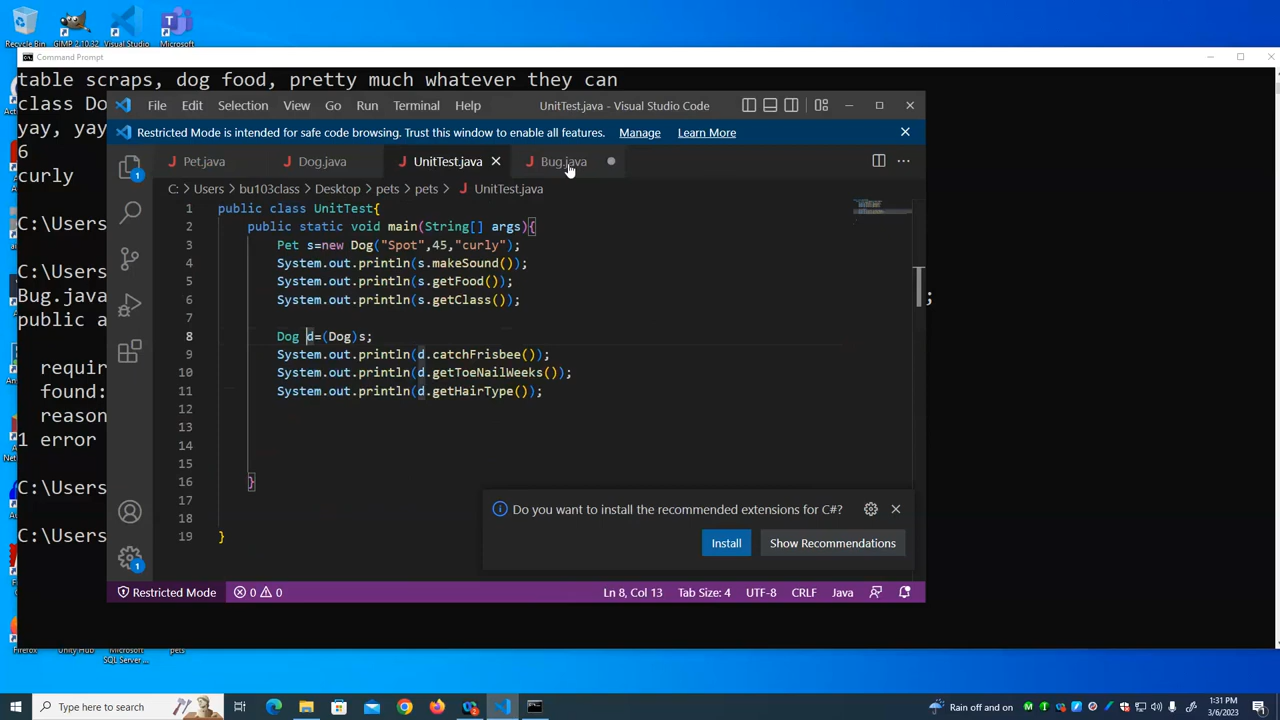 Recycle Bin
GIMP 2.10.32
Visual Studio
Microsoft
Command Prompt
table scraps, dog food, pretty much whatever they can
class Do
yay, yay
6
curly
C:\Users
C:\Users
Bug.java
;
public a
requir
found:
reason
1 error
C:\Users
C:\Users
File Edit Selection View Go Run Terminal Help
UnitTest.java - Visual Studio Code
Restricted Mode is intended for safe code browsing. Trust this window to enable all features.
Manage
Learn More
Pet.java
Dog.java
UnitTest.java
Bug.java
C: > Users > bu103class > Desktop > pets > pets > UnitTest.java
1 public class UnitTest{
2 public static void main(String[] args){
3 Pet s=new Dog("Spot",45,"curly");
4 System.out.println(s.makeSound());
5 System.out.println(s.getFood());
6 System.out.println(s.getClass());
7
8 Dog d=(Dog)s;
9 System.out.println(d.catchFrisbee());
10 System.out.println(d.getToeNailWeeks());
11 System.out.println(d.getHairType());
12
13
14
15
16 }
17
18
19 }
1
1
Do you want to install the recommended extensions for C#?
Install
Show Recommendations
Restricted Mode
0 0
Ln 8, Col 13
Tab Size: 4
UTF-8
CRLF
Java
Firefox
Unity Hub
Microsoft
SQL Server ...
pets
Type here to search
Rain off and on
1:31 PM
3/6/2023
1